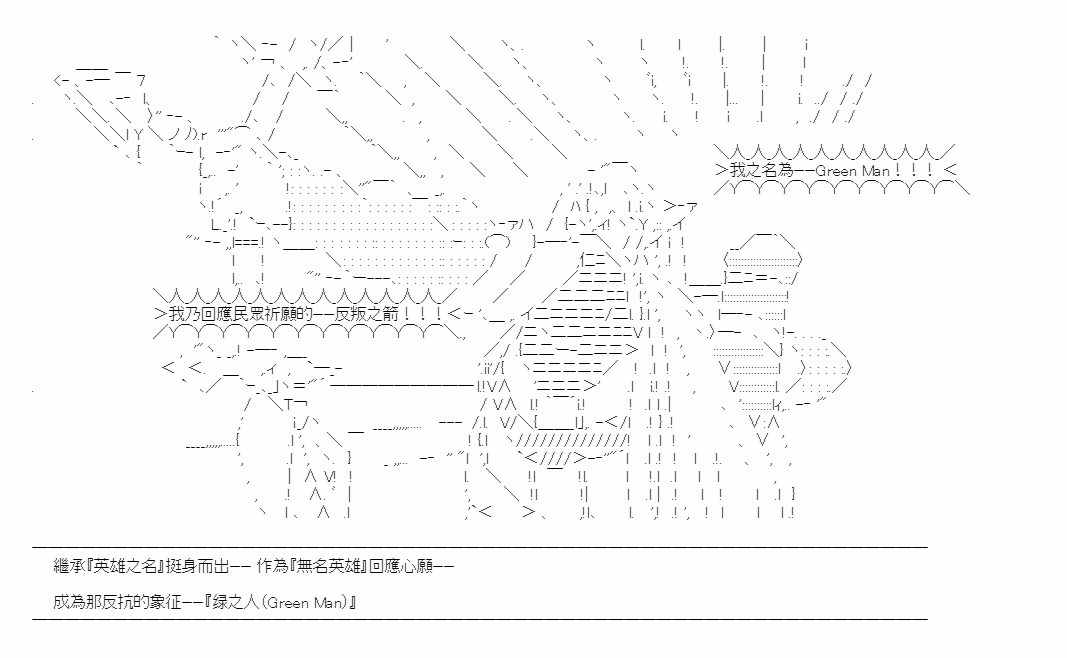 ＞我之名為——Green Man！！！＜
＞我乃回應民眾祈願的——反叛之箭！！！＜
繼承『英雄之名』挺身而出—— 作為『無名英雄』回應心願——
成為那反抗的象征——『绿之人（Green Man）』